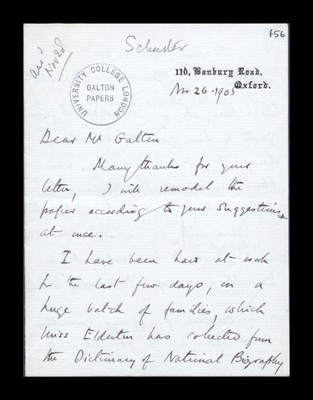 156
Schuster
ansd
Nov 28
UNIVERSITY COLLEGE LONDON
GALTON
PAPERS
110, Banbury Road,
Oxford.
Nov 26 - 1905
Dear Mr Galton
Many thanks for your
letter, I will remodel the
paper according to your suggestions
at once.
I have been hard at work
for the last few days, on a
huge batch of families, which
Miss Elderton has collected from
the Dictionary of National Biography